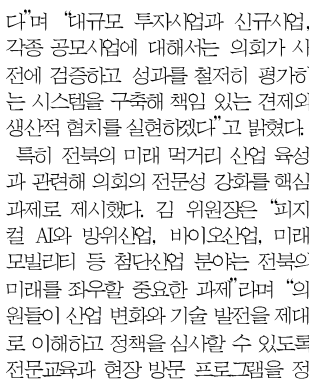 다”며 “대규모 투자사업과 신규사업,
각종 공모사업에 대해서는 의회가 사
전에 검증하고 성과를 철저히 평가하
는 시스템을 구축해 책임 있는 견제와
생산적 협치를 실현하겠다”고 밝혔다.
특히 전북의 미래 먹거리 산업 육성
과 관련해 의회의 전문성 강화를 핵심
과제로 제시했다. 김 위원장은 “피지
컬 AI와 방위산업, 바이오산업, 미래
모빌리티 등 첨단산업 분야는 전북의
미래를 좌우할 중요한 과제”라며 “의
원들이 산업 변화와 기술 발전을 제대
로 이해하고 정책을 심사할 수 있도록
전문교육과 현장 방문 프로그램을 정